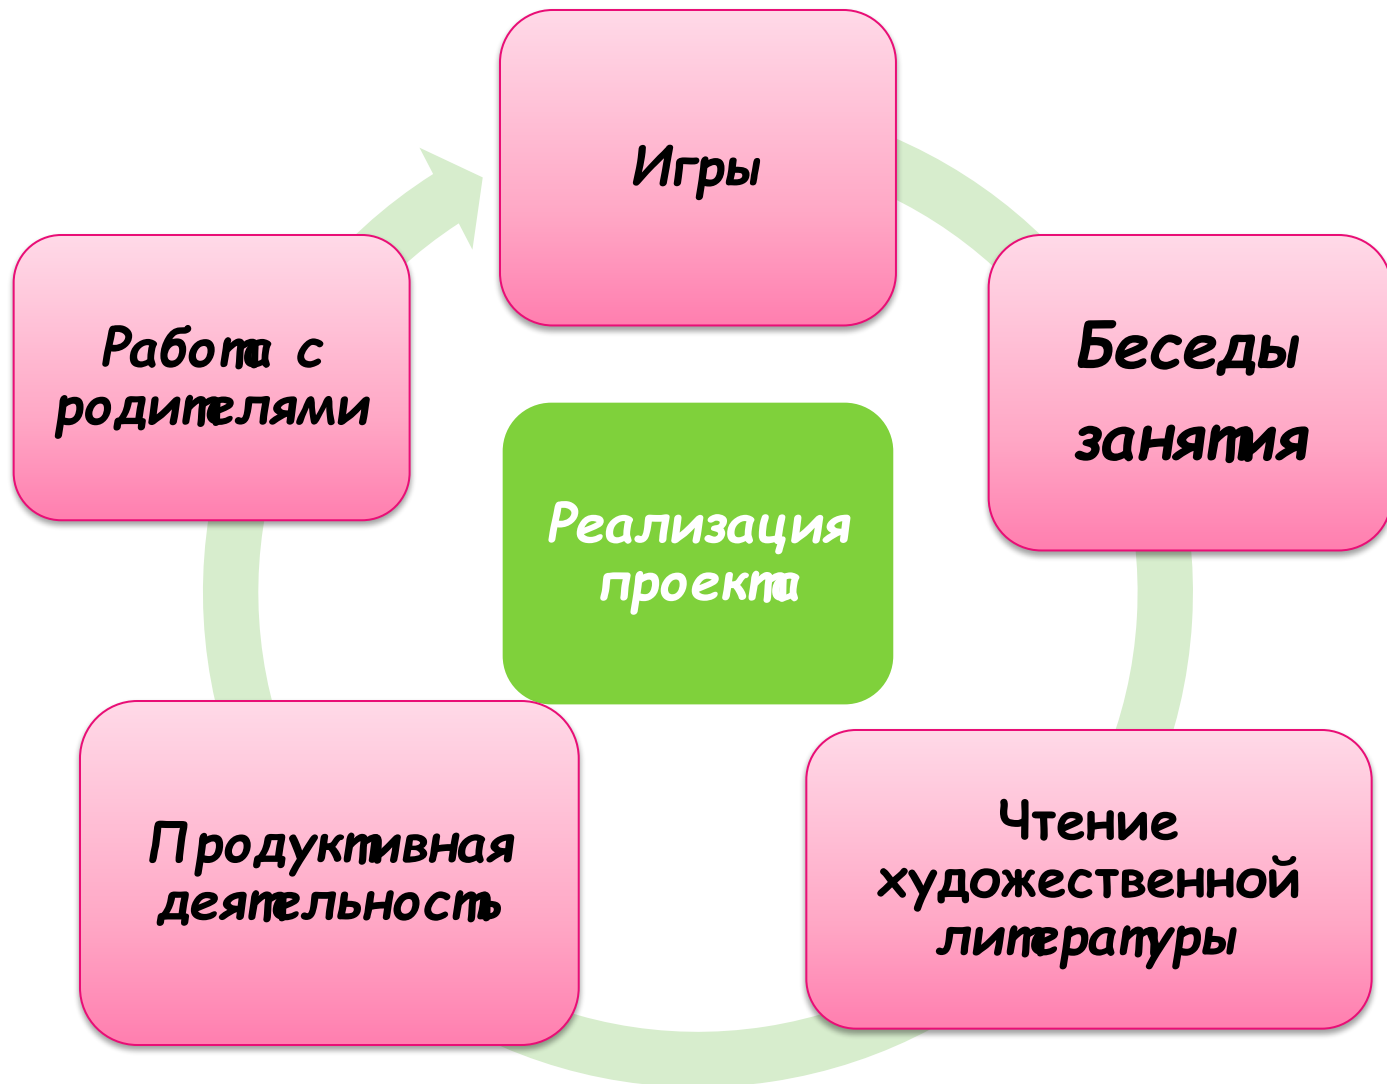 Игры
Работа с
родителями
Беседы
занятия
Реализация
проекта
Продуктивная
деятельность
Чтение
художественной
литературы